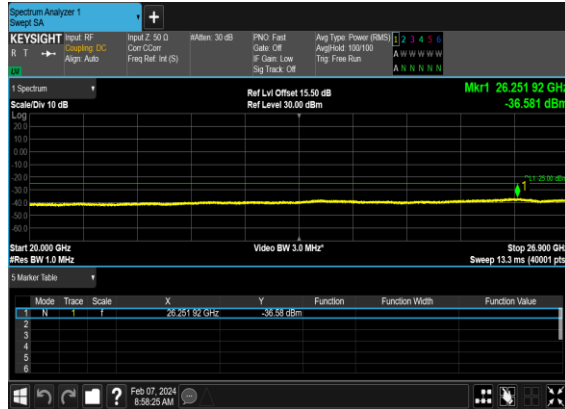 Spectrum Analyzer 1
Swept SA
+
KEYSIGHT Input: RF Input Z: 50 Ω #Atten: 30 dB PNO: Fast Avg Type: Power (RMS) 1 2 3 4 5 6
R T Coupling: DC Corr CCorr Gate: Off Avg|Hold: 100/100 A W W W W W
Align: Auto Freq Ref: Int (S) IF Gain: Low Trig: Free Run
Sig Track: Off A N N N N N
1 Spectrum
Ref Lvl Offset 15.50 dB Mkr1 26.251 92 GHz
Scale/Div 10 dB Ref Level 30.00 dBm -36.581 dBm
Log
20.0
10.0
0.00
-10.0
-20.0
DL1 -25.00 dBm
1
-30.0
-40.0
-50.0
-60.0
Start 20.000 GHz Video BW 3.0 MHz* Stop 26.900 GHz
#Res BW 1.0 MHz Sweep 13.3 ms (40001 pts)
5 Marker Table
Mode Trace Scale X Y Function Function Width Function Value
1 N 1 f 26.251 92 GHz -36.58 dBm
2
3
4
5
6
? Feb 07, 2024
8:58:25 AM